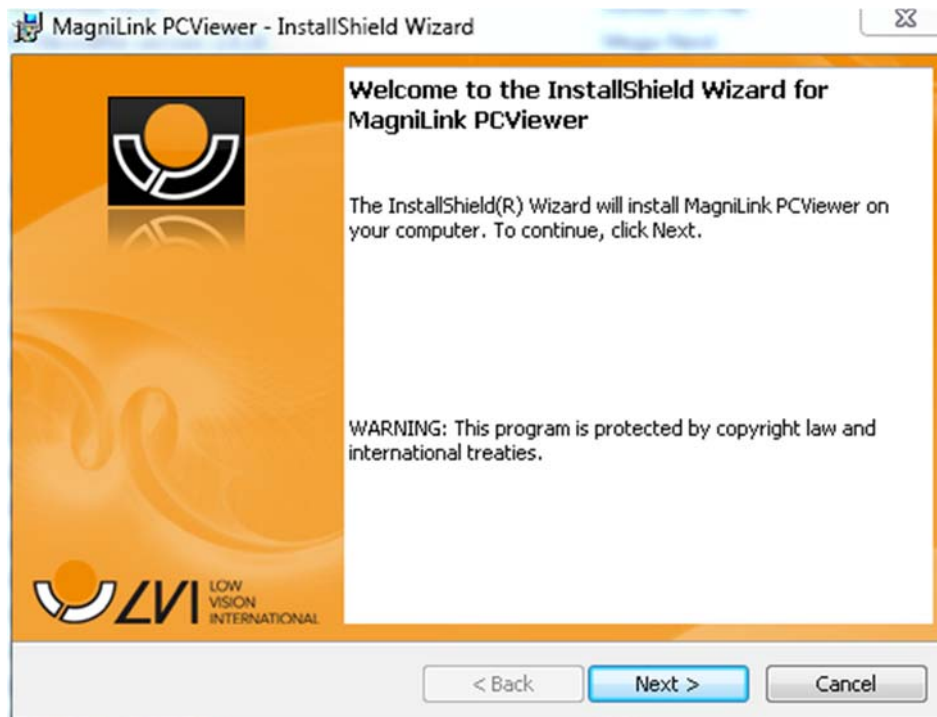 MagniLink PCViewer - InstallShield Wizard
Welcome to the InstallShield Wizard for
MagniLink PCViewer
The InstallShield(R) Wizard will install MagniLink PCViewer on
your computer. To continue, click Next.
WARNING: This program is protected by copyright law and
international treaties.
LVI
LOW
VISION
INTERNATIONAL
< Back
Next >
Cancel